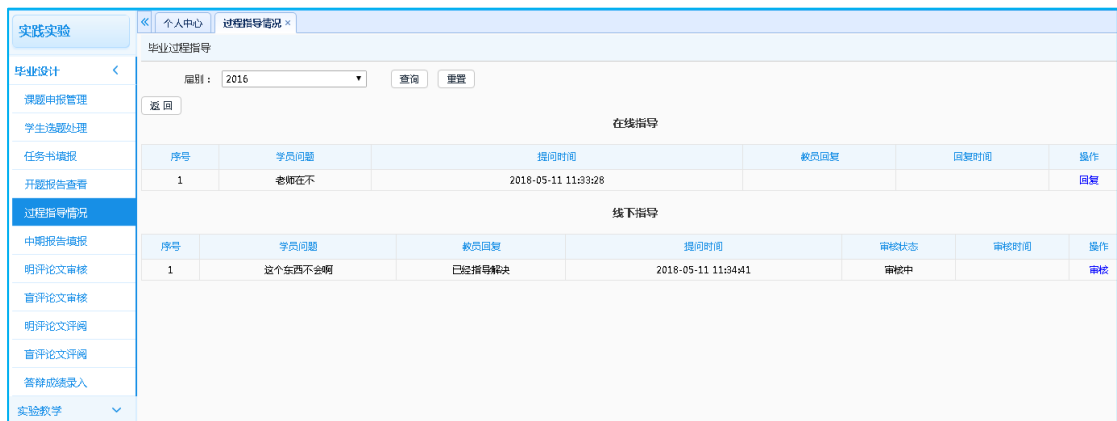 实践实验
个人中心 过程指导情况 ×
毕业过程指导
毕业设计
届别： 2016 查询 重置
返回
课题申报管理
学生选题处理
任务书填报
开题报告查看
过程指导情况
中期报告填报
明评论文审核
盲评论文审核
明评论文评阅
盲评论文评阅
答辩成绩录入
实验教学
在线指导
序号 学员问题 提问时间 教员回复 回复时间 操作
1 老师在不 2018-05-11 11:33:28 回复
线下指导
序号 学员问题 教员回复 提问时间 审核状态 审核时间 操作
1 这个东西不会啊 已经指导解决 2018-05-11 11:34:41 审核中 审核